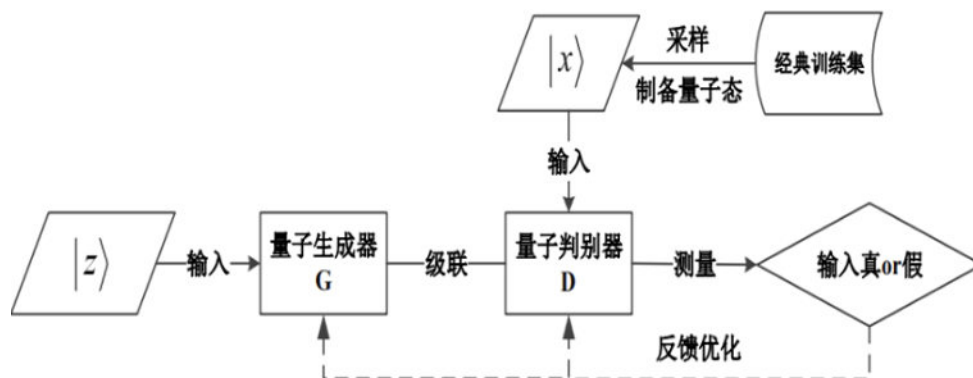 |x⟩
采样
制备量子态
经典训练集
输入
|z⟩
输入
量子生成器
G
级联
量子判别器
D
测量
输入真or假
反馈优化